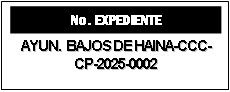 No. EXPEDIENTE
AYUN. BAJOS DE HAINA-CCC-
CP-2025-0002